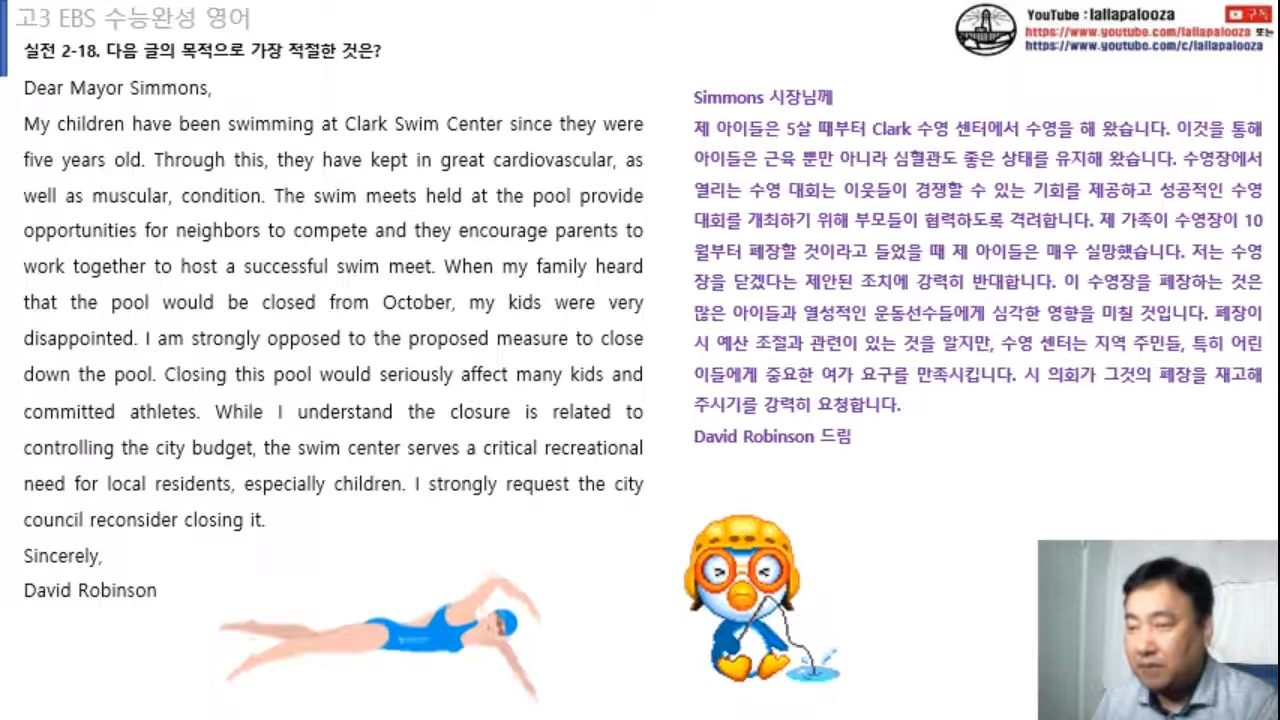 고3 EBS 수능완성 영어
실전 2-18. 다음 글의 목적으로 가장 적절한 것은?
Dear Mayor Simmons,
My children have been swimming at Clark Swim Center since they were
five years old. Through this, they have kept in great cardiovascular, as
well as muscular, condition. The swim meets held at the pool provide
opportunities for neighbors to compete and they encourage parents to
work together to host a successful swim meet. When my family heard
that the pool would be closed from October, my kids were very
disappointed. I am strongly opposed to the proposed measure to close
down the pool. Closing this pool would seriously affect many kids and
committed athletes. While I understand the closure is related to
controlling the city budget, the swim center serves a critical recreational
need for local residents, especially children. I strongly request the city
council reconsider closing it.
Sincerely,
David Robinson
YouTube : lallapalooza
구독
https://www.youtube.com/lallapalooza 또는
https://www.youtube.com/c/lallapalooza
Simmons 시장님께
제 아이들은 5살 때부터 Clark 수영 센터에서 수영을 해 왔습니다. 이것을 통해
아이들은 근육 뿐만 아니라 심혈관도 좋은 상태를 유지해 왔습니다. 수영장에서
열리는 수영 대회는 이웃들이 경쟁할 수 있는 기회를 제공하고 성공적인 수영
대회를 개최하기 위해 부모들이 협력하도록 격려합니다. 제 가족이 수영장이 10
월부터 폐장할 것이라고 들었을 때 제 아이들은 매우 실망했습니다. 저는 수영
장을 닫겠다는 제안된 조치에 강력히 반대합니다. 이 수영장을 폐장하는 것은
많은 아이들과 열성적인 운동선수들에게 심각한 영향을 미칠 것입니다. 폐장이
시 예산 조절과 관련이 있는 것을 알지만, 수영 센터는 지역 주민들, 특히 어린
이들에게 중요한 여가 요구를 만족시킵니다. 시 의회가 그것의 폐장을 재고해
주시기를 강력히 요청합니다.
David Robinson 드림